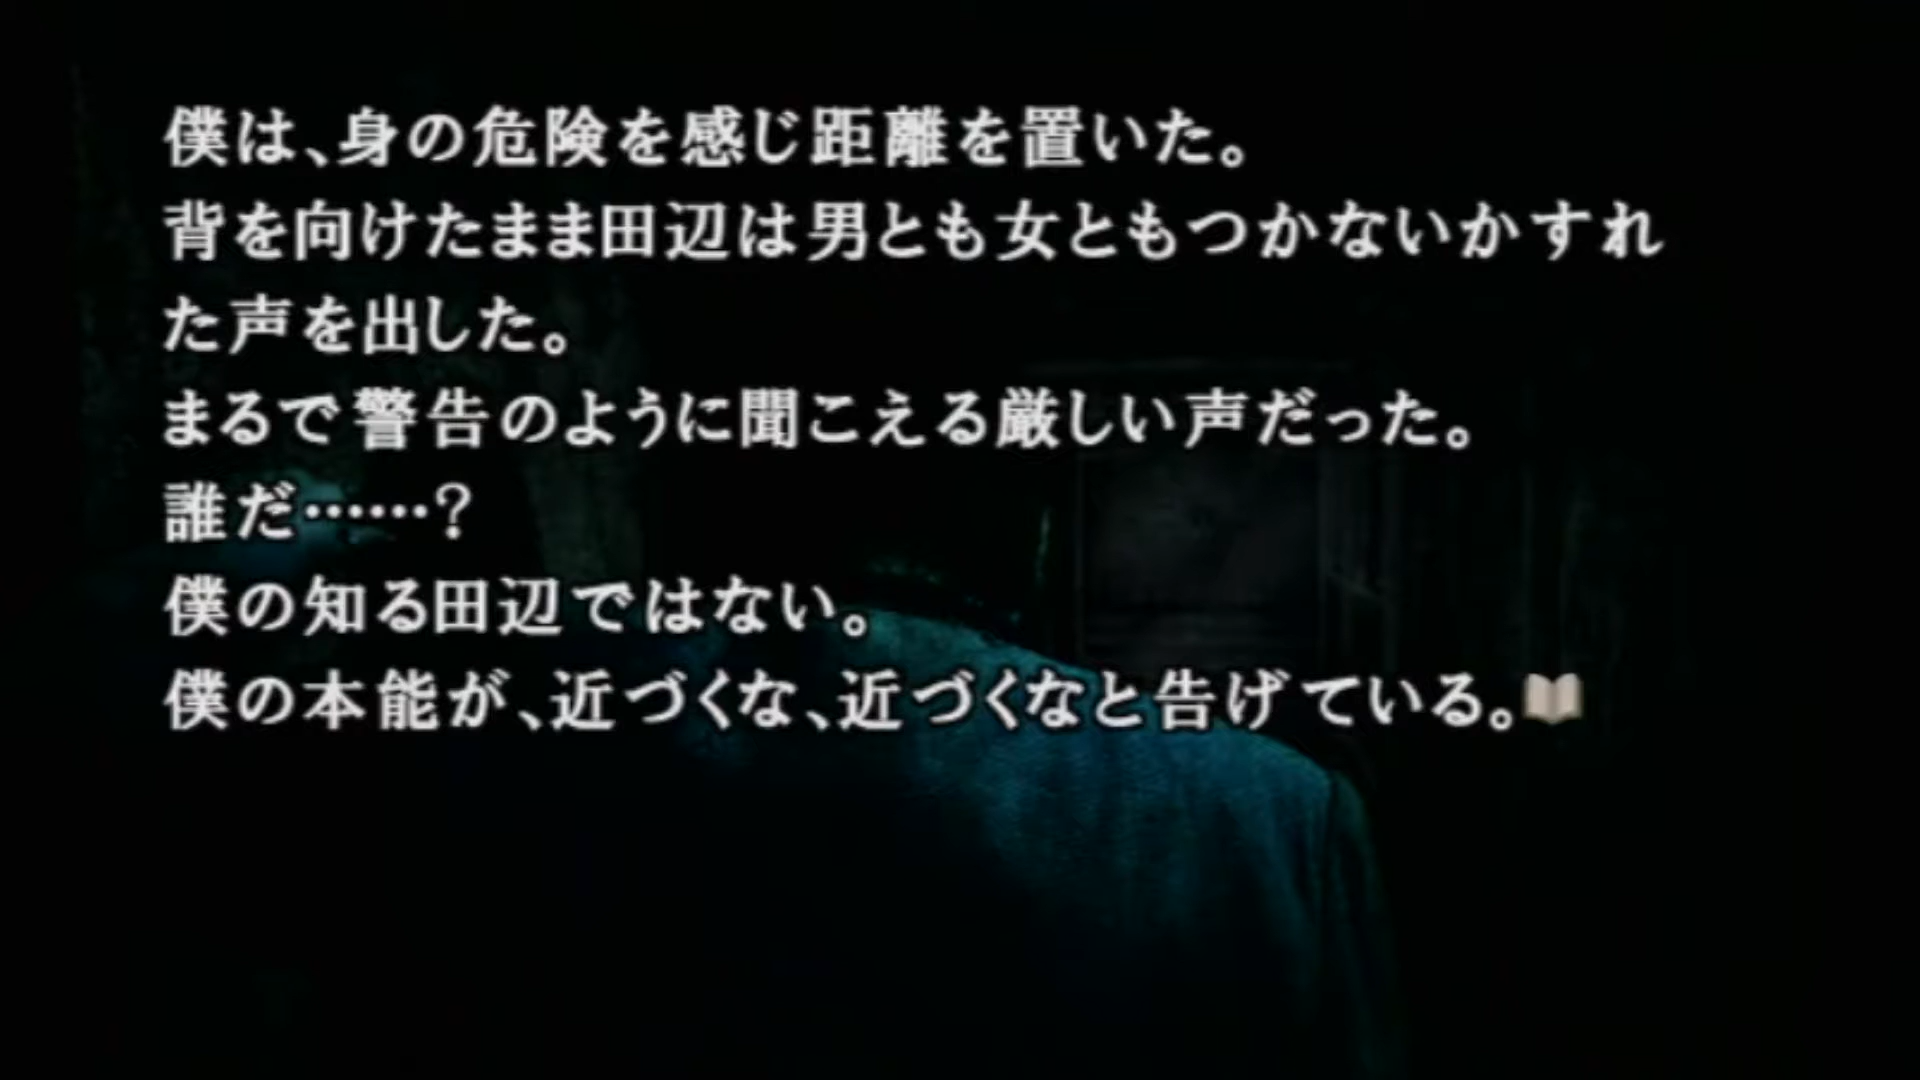 僕は、身の危険を感じ距離を置いた。
背を向けたまま田辺は男とも女ともつかないかすれ
た声を出した。
まるで警告のように聞こえる厳しい声だった。
誰だ……？
僕の知る田辺ではない。
僕の本能が、近づくな、近づくなと告げている。